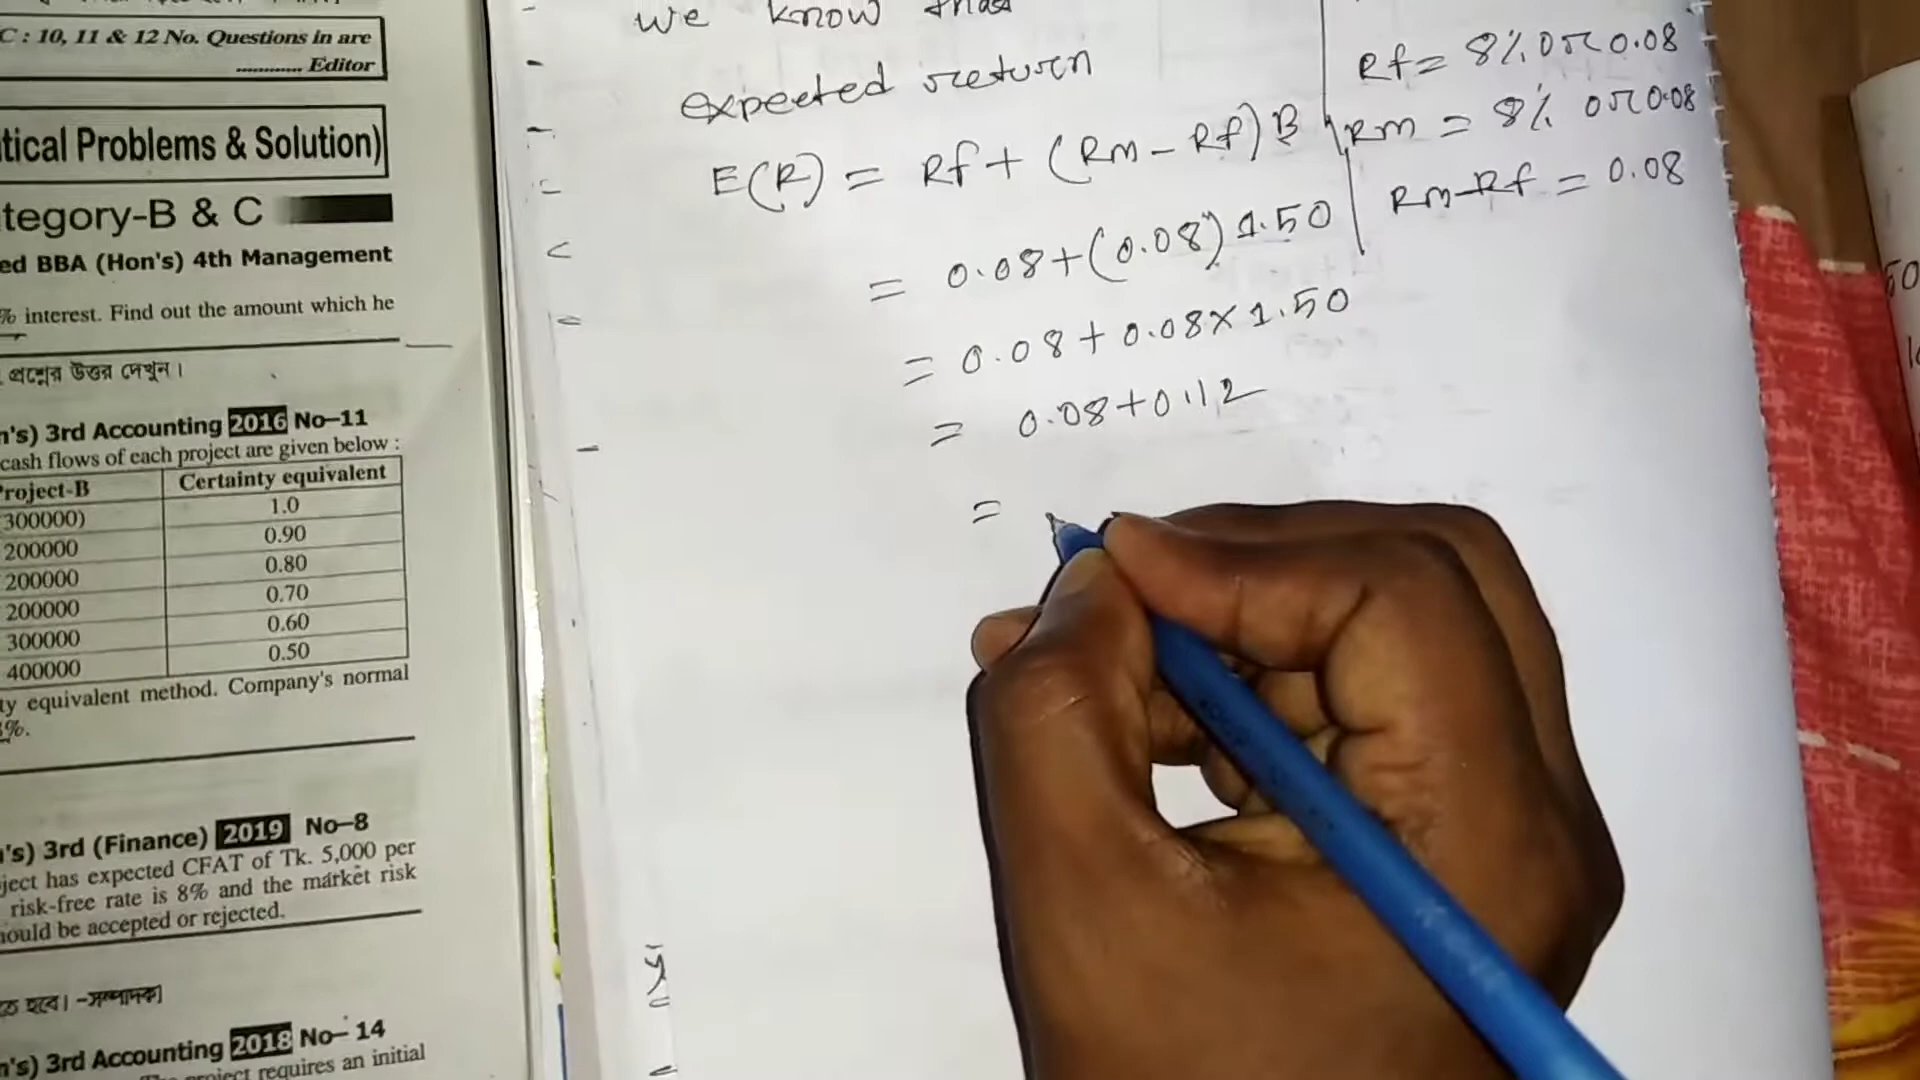 C : 10, 11 & 12 No. Questions in are
............ Editor
tical Problems & Solution)
tegory-B & C
ed BBA (Hon's) 4th Management
% interest. Find out the amount which he
প্রশ্নের উত্তর দেখুন।
n's) 3rd Accounting 2016 No–11
cash flows of each project are given below :
Project-B Certainty equivalent
300000) 1.0
200000 0.90
200000 0.80
200000 0.70
300000 0.60
400000 0.50
ty equivalent method. Company's normal
%.
n's) 3rd (Finance) 2019 No–8
ject has expected CFAT of Tk. 5,000 per
risk-free rate is 8% and the market risk
hould be accepted or rejected.
হবে। -সম্পাদক]
n's) 3rd Accounting 2018 No– 14
project requires an initial
we know that
expected return
E(R) = Rf + (Rm - Rf) B
= 0.08+(0.08) 1.50
= 0.08+0.08×1.50
= 0.08+0.12
=
Rf = 8% or 0.08
Rm = 8% or 0.08
Rm-Rf = 0.08
50